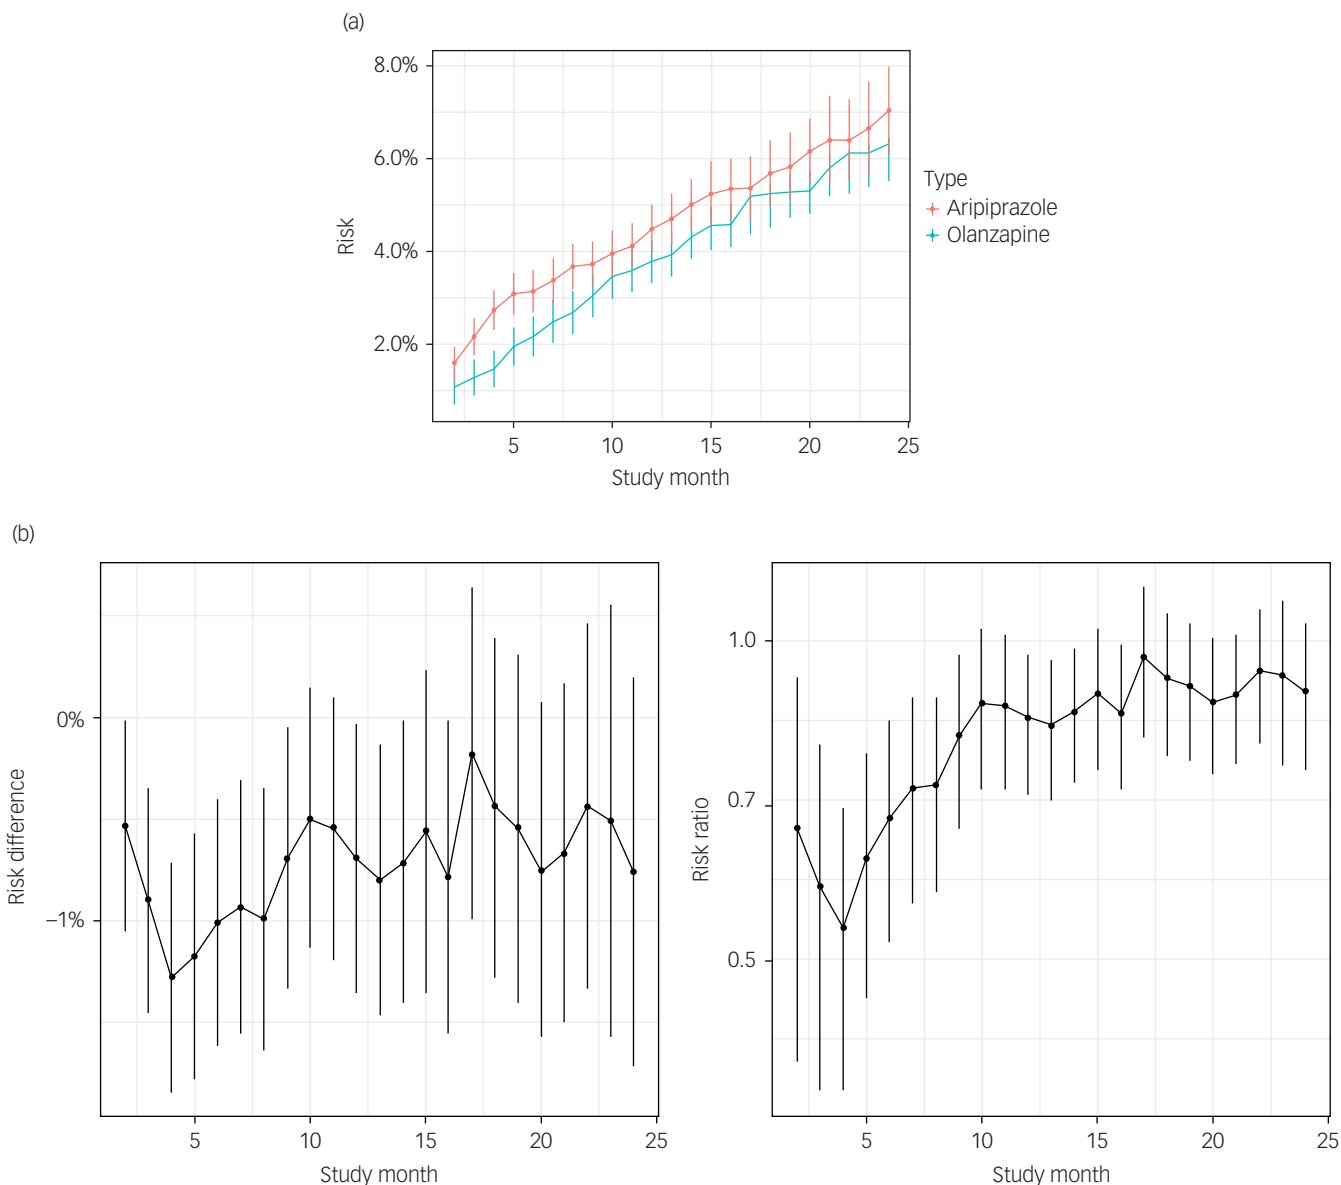 (a)
8.0%
6.0%
4.0%
2.0%
Risk
5 10 15 20 25
Study month
Type
Aripiprazole
Olanzapine
(b)
0%
−1%
Risk difference
5 10 15 20 25
Study month
1.0
0.7
0.5
Risk ratio
5 10 15 20 25
Study month